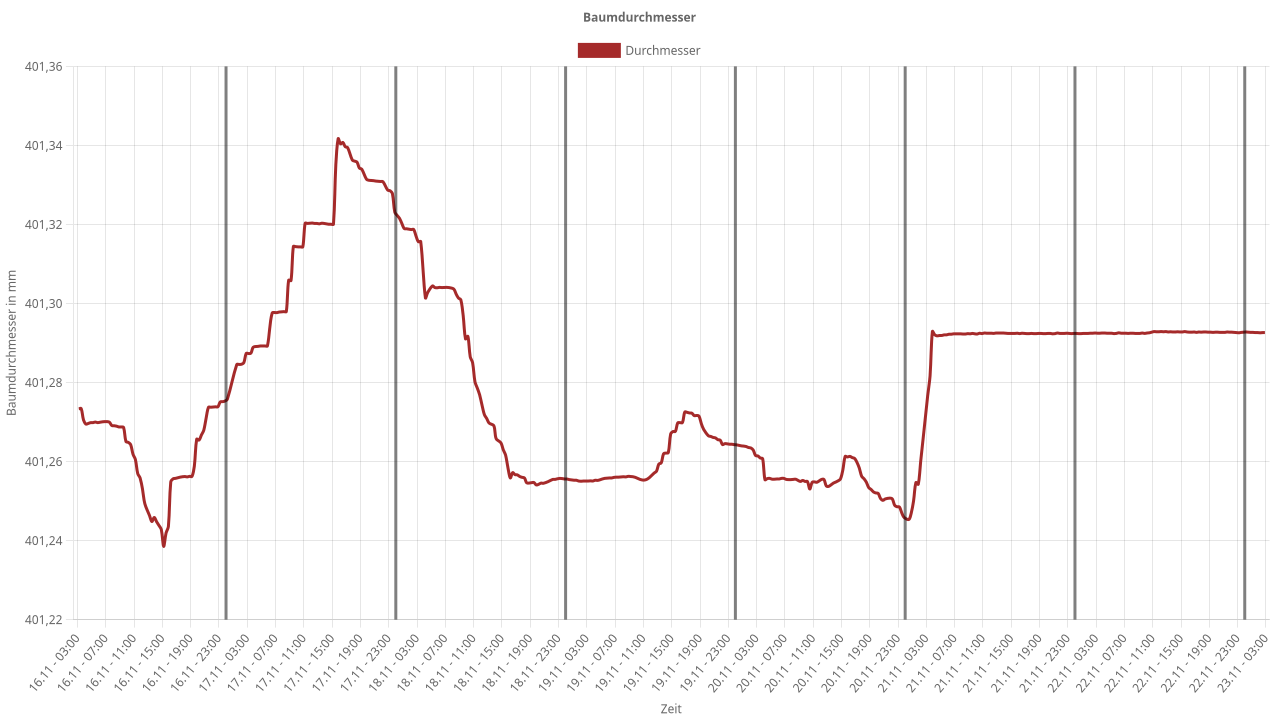 Baumdurchmesser
Durchmesser
401,36
401,34
401,32
401,30
401,28
401,26
401,24
401,22
Baumdurchmesser in mm
16.11 - 03:00
16.11 - 07:00
16.11 - 11:00
16.11 - 15:00
16.11 - 19:00
16.11 - 23:00
17.11 - 03:00
17.11 - 07:00
17.11 - 11:00
17.11 - 15:00
17.11 - 19:00
17.11 - 23:00
18.11 - 03:00
18.11 - 07:00
18.11 - 11:00
18.11 - 15:00
18.11 - 19:00
18.11 - 23:00
19.11 - 03:00
19.11 - 07:00
19.11 - 11:00
19.11 - 15:00
19.11 - 19:00
19.11 - 23:00
20.11 - 03:00
20.11 - 07:00
20.11 - 11:00
20.11 - 15:00
20.11 - 19:00
20.11 - 23:00
21.11 - 03:00
21.11 - 07:00
21.11 - 11:00
21.11 - 15:00
21.11 - 19:00
21.11 - 23:00
22.11 - 03:00
22.11 - 07:00
22.11 - 11:00
22.11 - 15:00
22.11 - 19:00
22.11 - 23:00
23.11 - 03:00
Zeit